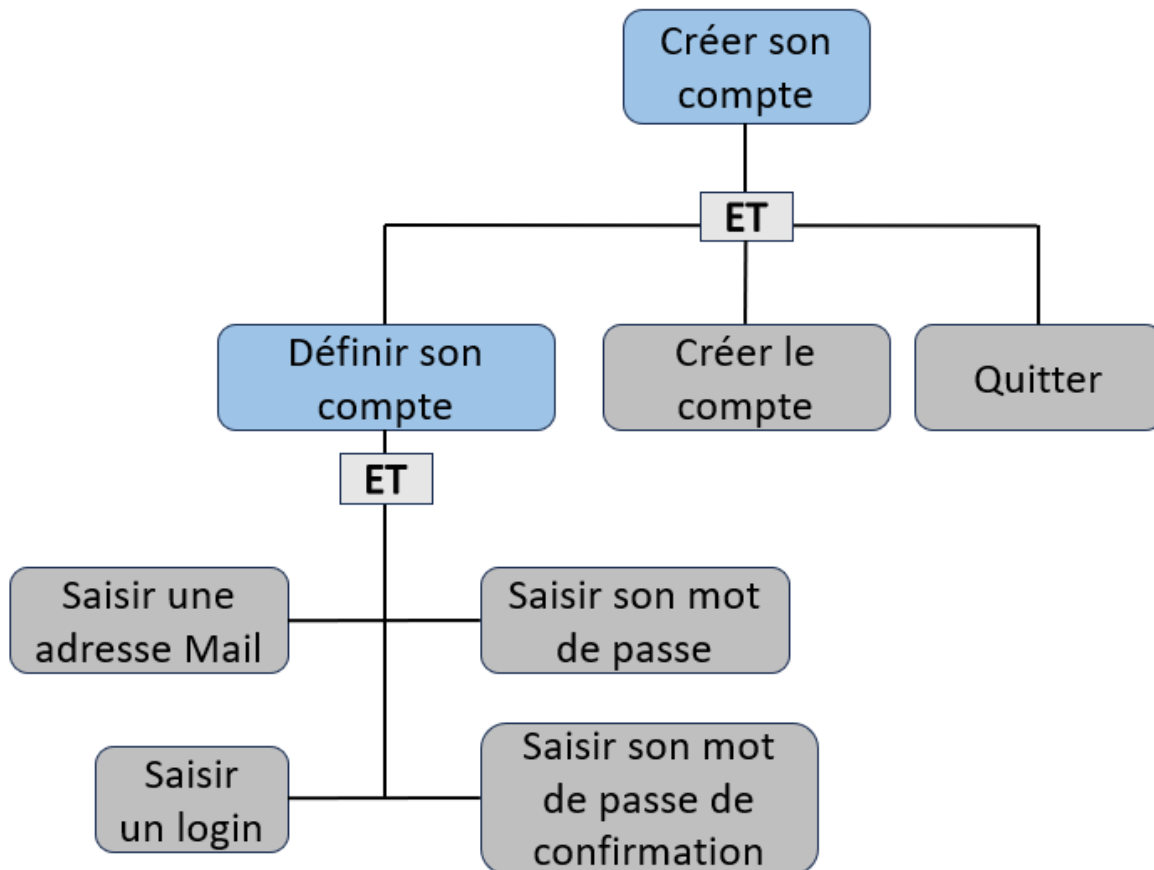 Créer son
compte
ET
Définir son
compte
Créer le
compte
Quitter
ET
Saisir une
adresse Mail
Saisir son mot
de passe
Saisir
un login
Saisir son mot
de passe de
confirmation